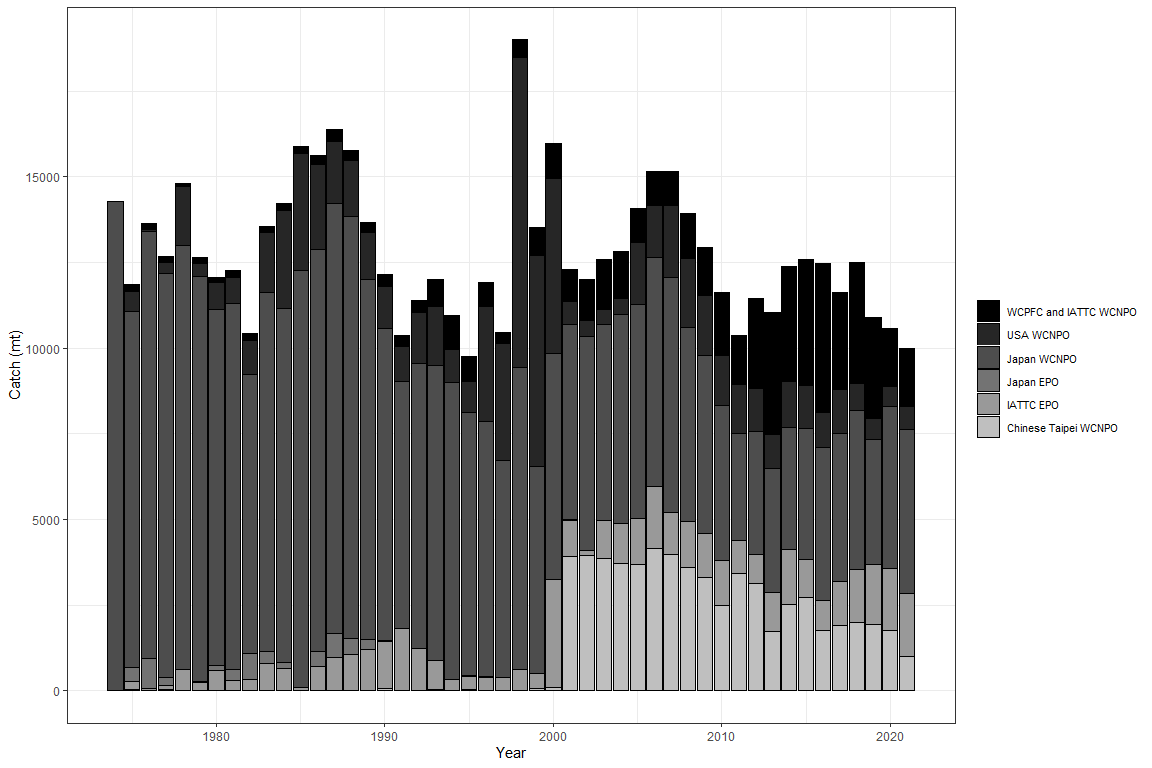 Catch (mt)
15000
10000
5000
0
1980
1990
2000
2010
2020
Year
WCPFC and IATTC WCNPO
USA WCNPO
Japan WCNPO
Japan EPO
IATTC EPO
Chinese Taipei WCNPO